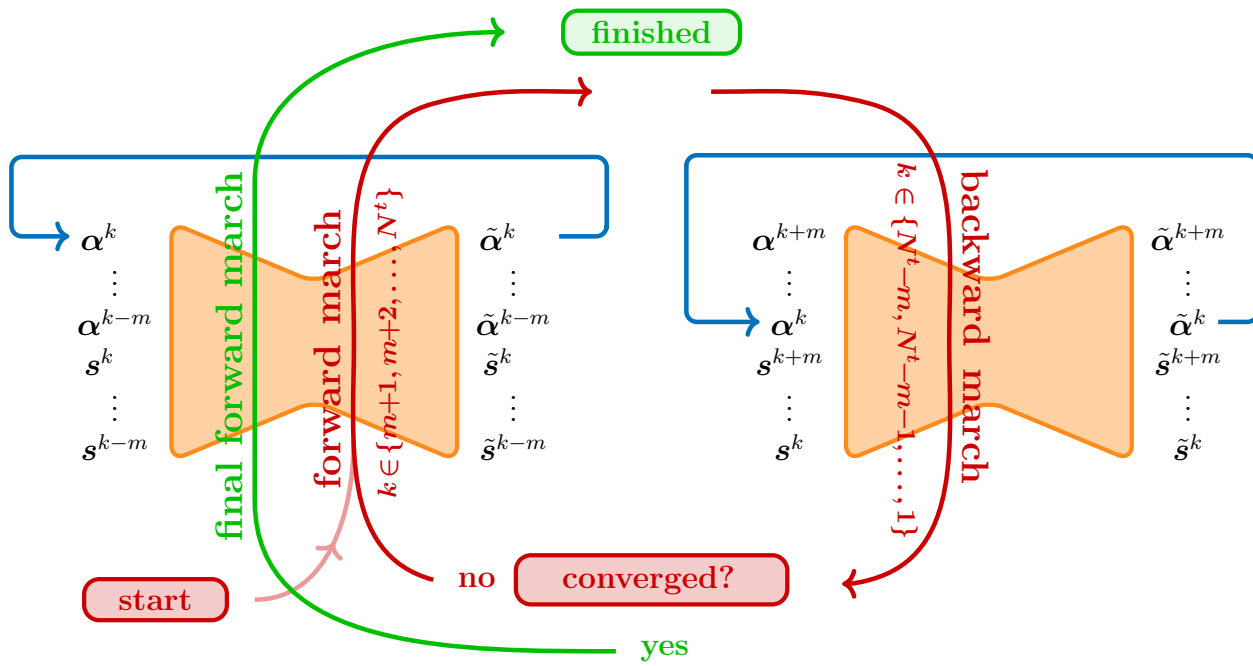 finished
final forward march
forward march
k ∈ {m+1, m+2, . . . , N^t}
α^k
⋮
α^{k−m}
s^k
⋮
s^{k−m}
α̃^k
⋮
α̃^{k−m}
s̃^k
⋮
s̃^{k−m}
k ∈ {N^t−m, N^t−m−1, . . . , 1}
backward march
α^{k+m}
⋮
α^k
s^{k+m}
⋮
s^k
α̃^{k+m}
⋮
α̃^k
s̃^{k+m}
⋮
s̃^k
start
no
converged?
yes